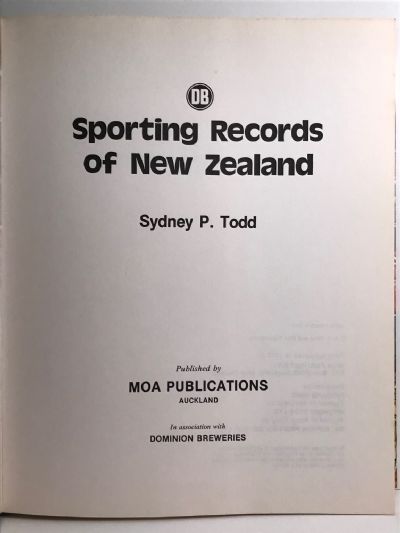 DB
Sporting Records
of New Zealand
Sydney P. Todd
Published by
MOA PUBLICATIONS
AUCKLAND
In association with
DOMINION BREWERIES